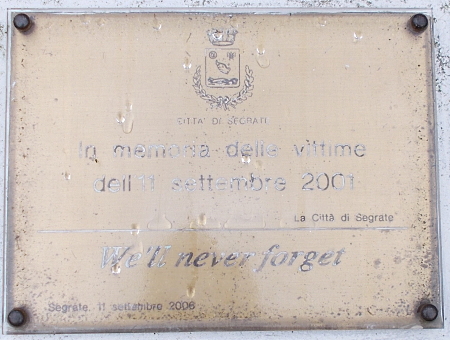 CITTA' DI SEGRATE
In memoria delle vittime
dell'11 settembre 2001
La Città di Segrate
We'll never forget
Segrate, 11 settembre 2006